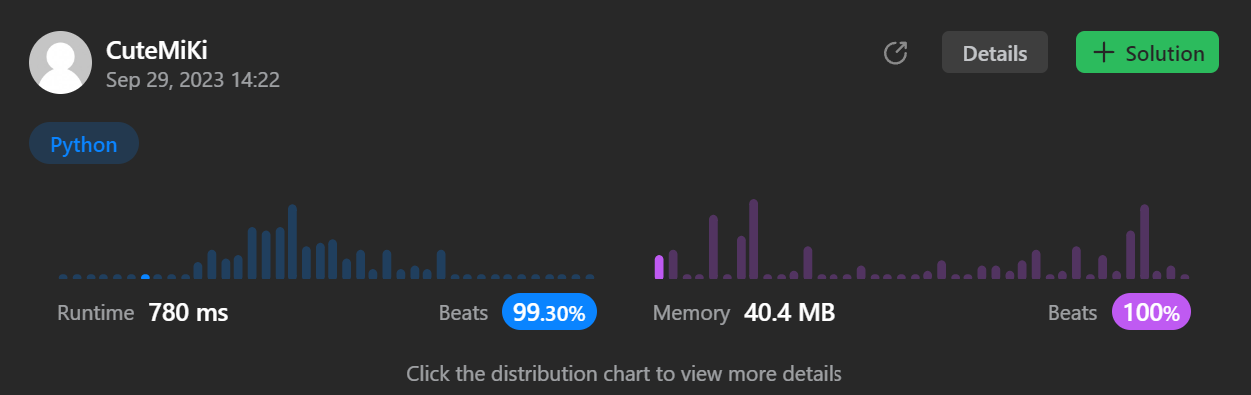 CuteMiKi
Sep 29, 2023 14:22
Details
+ Solution
Python
Runtime 780 ms
Beats 99.30%
Memory 40.4 MB
Beats 100%
Click the distribution chart to view more details